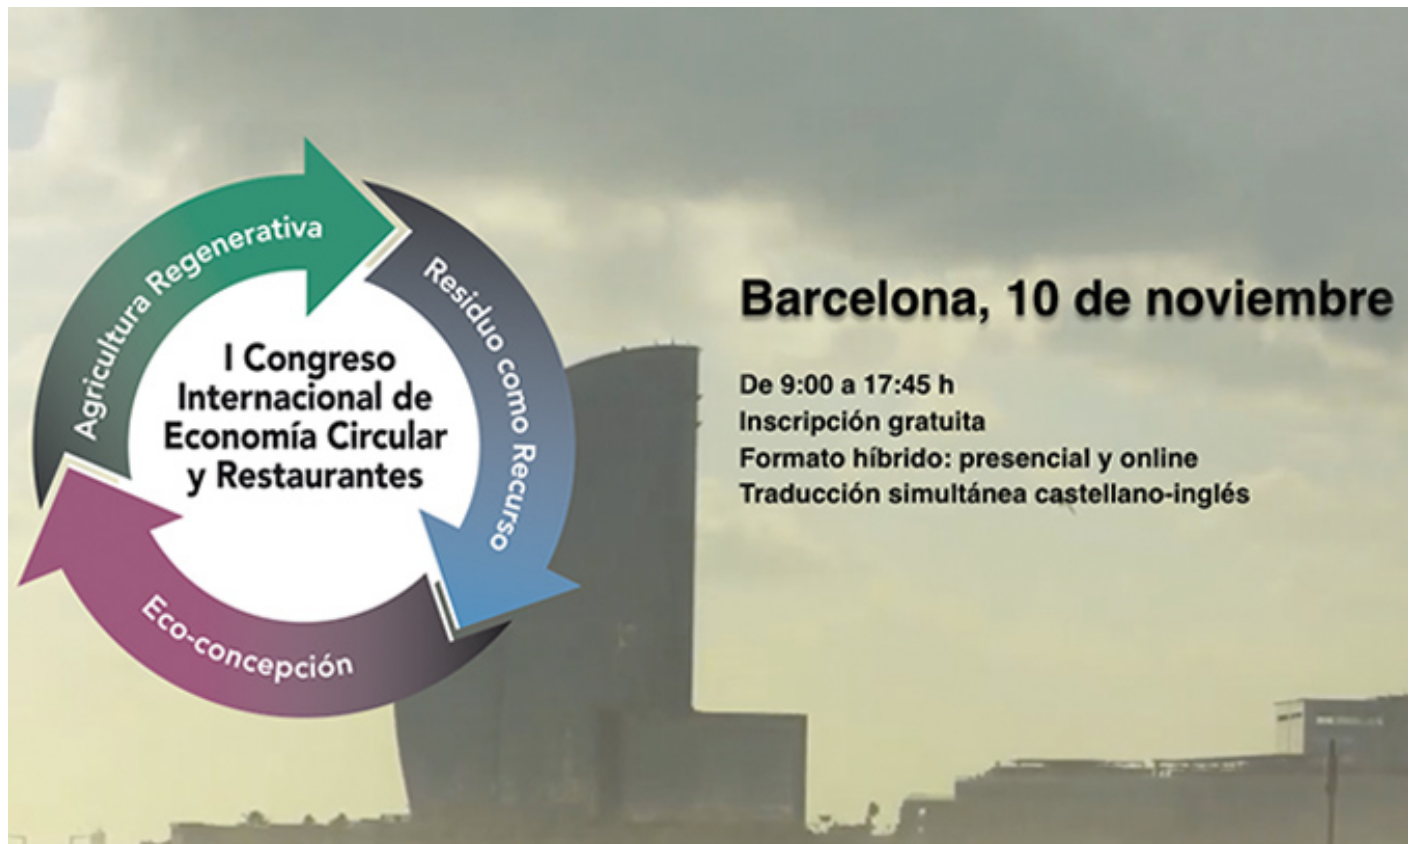 Agricultura Regenerativa
Residuo como Recurso
Eco-concepción
I Congreso
Internacional de
Economía Circular
y Restaurantes
Barcelona, 10 de noviembre
De 9:00 a 17:45 h
Inscripción gratuita
Formato híbrido: presencial y online
Traducción simultánea castellano-inglés